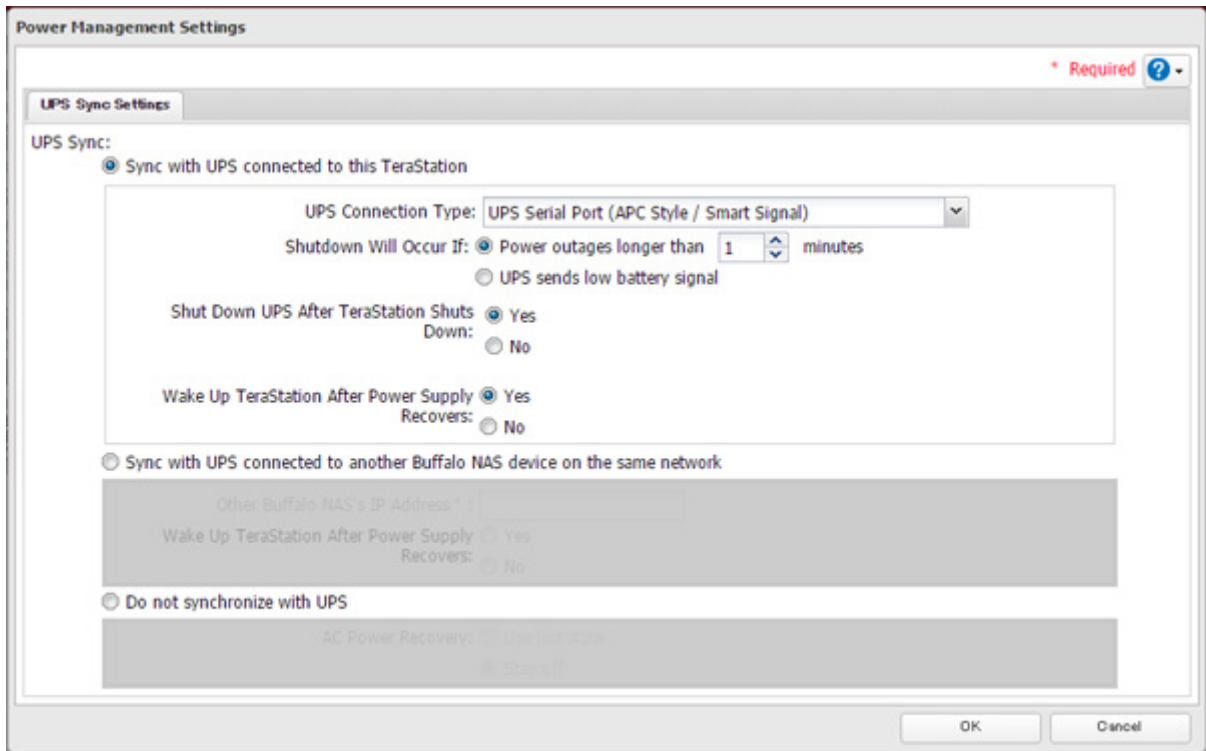 Power Management Settings
* Required
UPS Sync Settings
UPS Sync:
Sync with UPS connected to this TeraStation
UPS Connection Type: UPS Serial Port (APC Style / Smart Signal)
Shutdown Will Occur If: Power outages longer than 1 minutes
UPS sends low battery signal
Shut Down UPS After TeraStation Shuts Down: Yes
No
Wake Up TeraStation After Power Supply Recovers: Yes
No
Sync with UPS connected to another Buffalo NAS device on the same network
Other Buffalo NAS's IP Address * :
Wake Up TeraStation After Power Supply Recovers: Yes
No
Do not synchronize with UPS
AC Power Recovery: Use last state
Stay off
OK Cancel